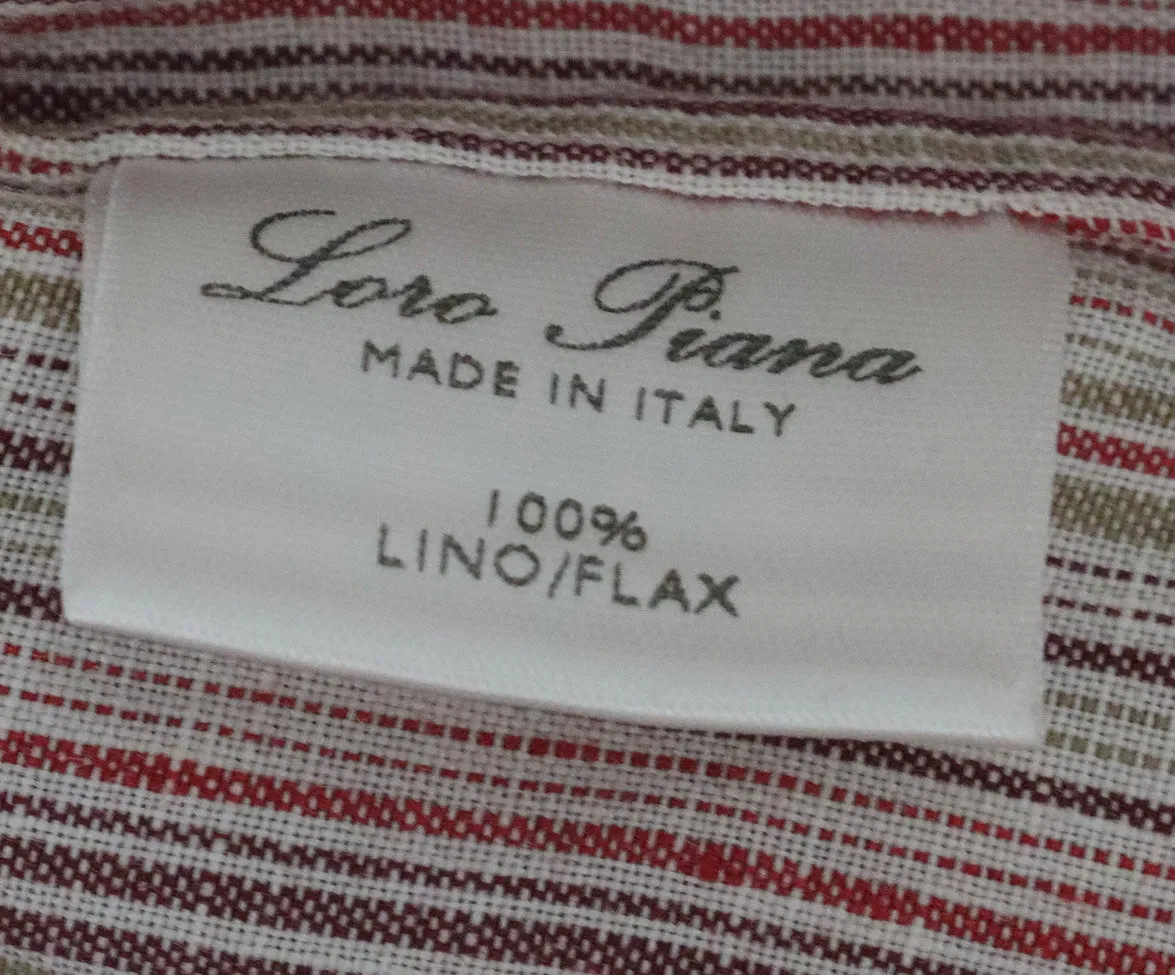 Loro Piana
MADE IN ITALY
100%
LINO/FLAX